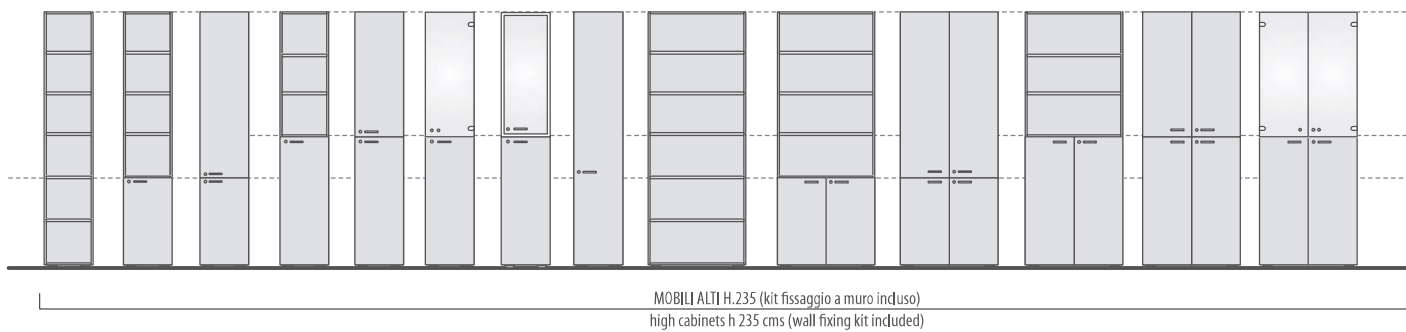 MOBILI ALTI H.235 (kit fissaggio a muro incluso)
high cabinets h 235 cms (wall fixing kit included)